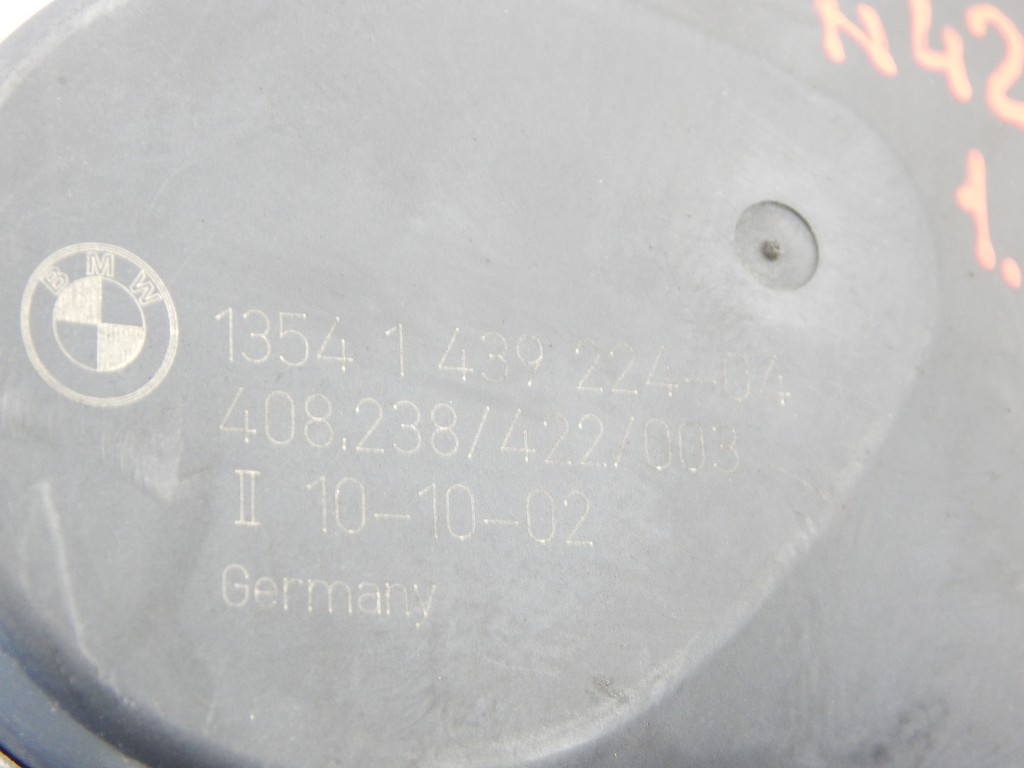 N42
1.
BMW
1354 1 439 224-04
408.238/422/003
II 10-10-02
Germany